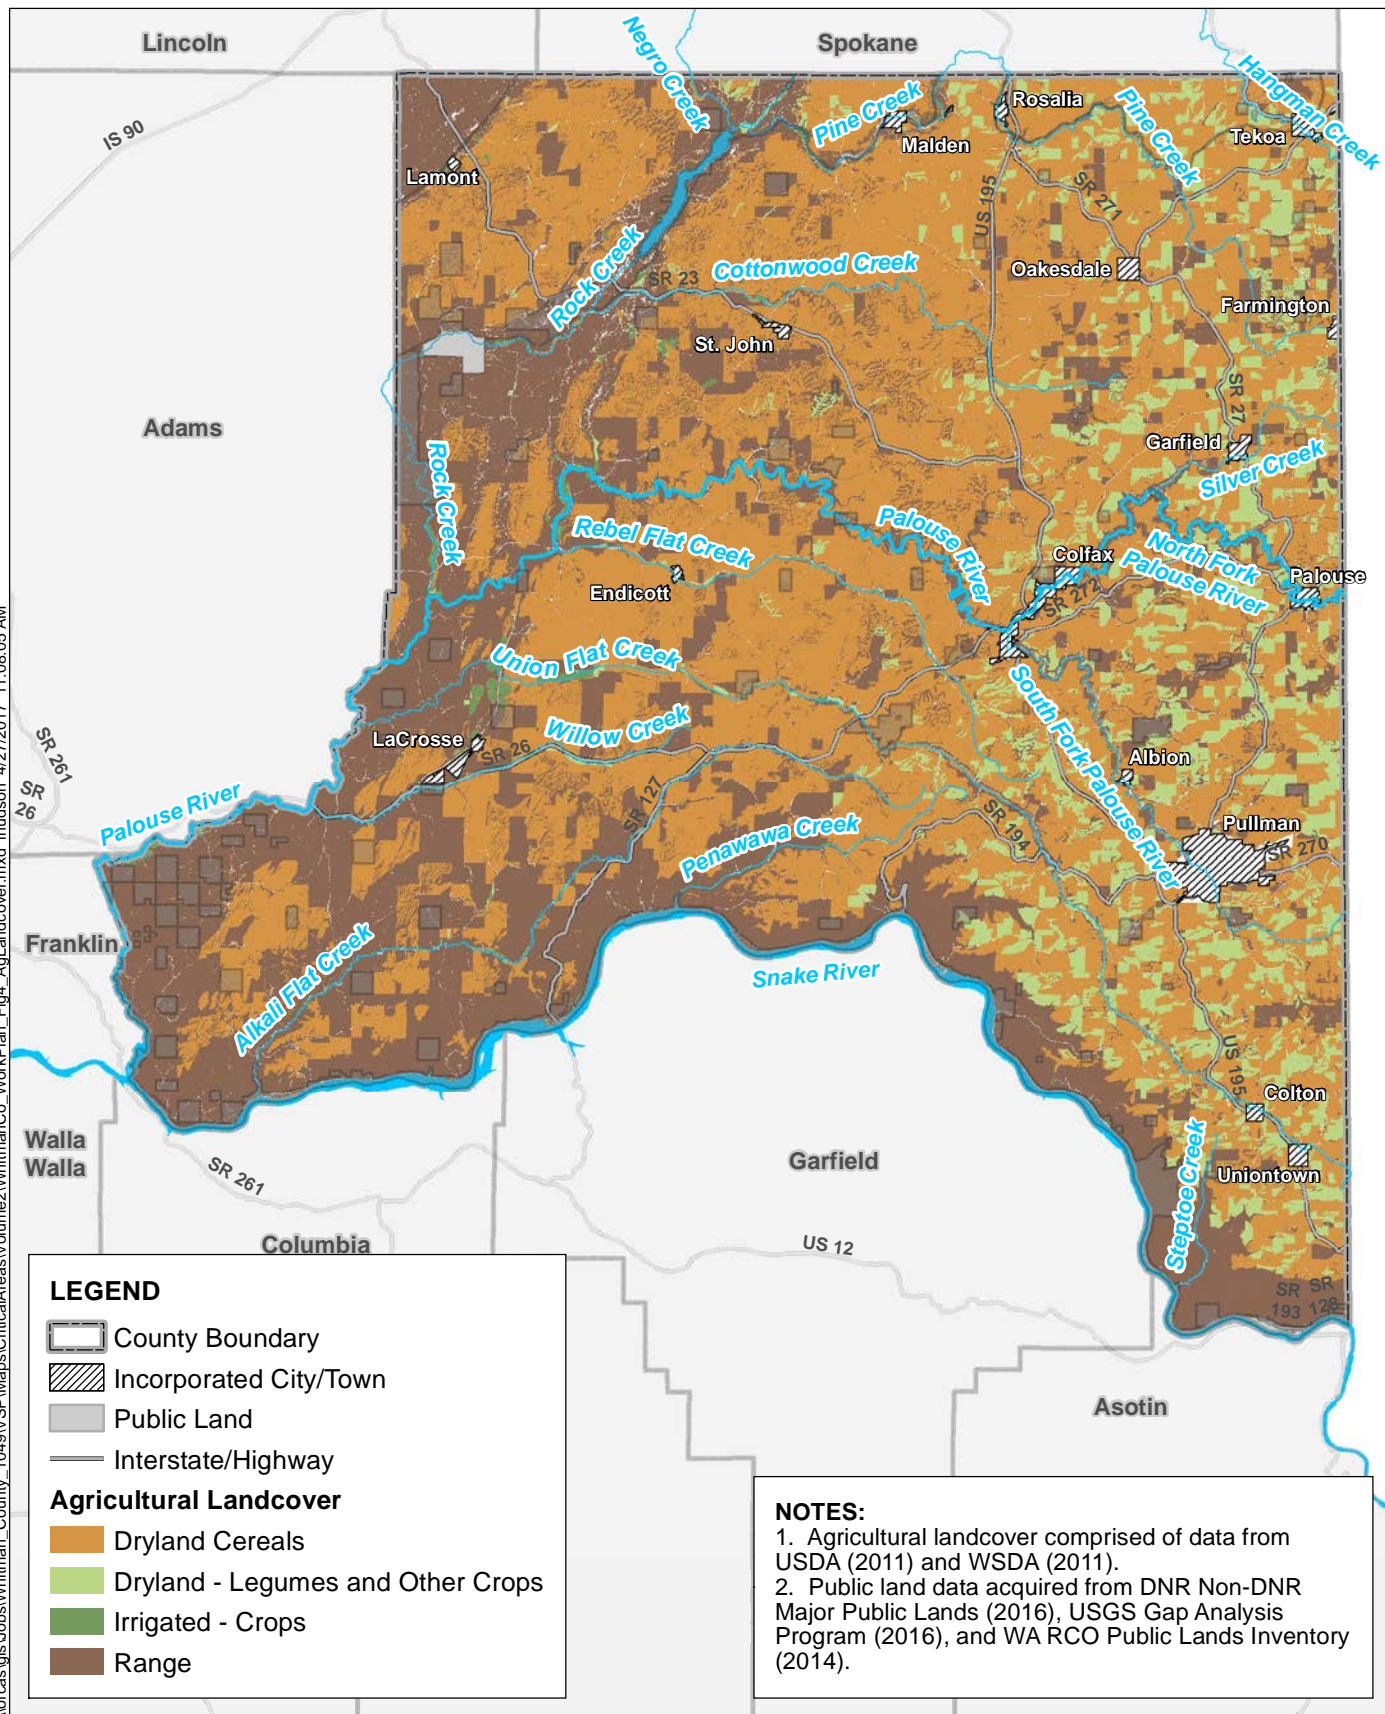 Lincoln
Spokane
Negro Creek
Hangman Creek
IS 90
Pine Creek
Rosalia
Pine Creek
Malden
Tekoa
Lamont
US 195
SR 271
Rock Creek
SR 23
Cottonwood Creek
Oakesdale
Farmington
St. John
Adams
SR 27
Garfield
Silver Creek
Rock Creek
Rebel Flat Creek
Palouse River
Colfax
North Fork
Palouse River
Palouse
Endicott
SR 272
Union Flat Creek
South Fork Palouse River
LaCrosse
SR 26
Willow Creek
Albion
SR 261
SR
26
Palouse River
SR 127
Penawawa Creek
SR 194
Pullman
SR 270
Franklin
Alkali Flat Creek
Snake River
US 195
Colton
Walla
Walla
SR 261
Garfield
Steptoe Creek
Uniontown
Columbia
US 12
SR SR
193 128
Asotin
LEGEND
County Boundary
Incorporated City/Town
Public Land
Interstate/Highway
Agricultural Landcover
Dryland Cereals
Dryland - Legumes and Other Crops
Irrigated - Crops
Range
NOTES:
1. Agricultural landcover comprised of data from
USDA (2011) and WSDA (2011).
2. Public land data acquired from DNR Non-DNR
Major Public Lands (2016), USGS Gap Analysis
Program (2016), and WA RCO Public Lands Inventory
(2014).